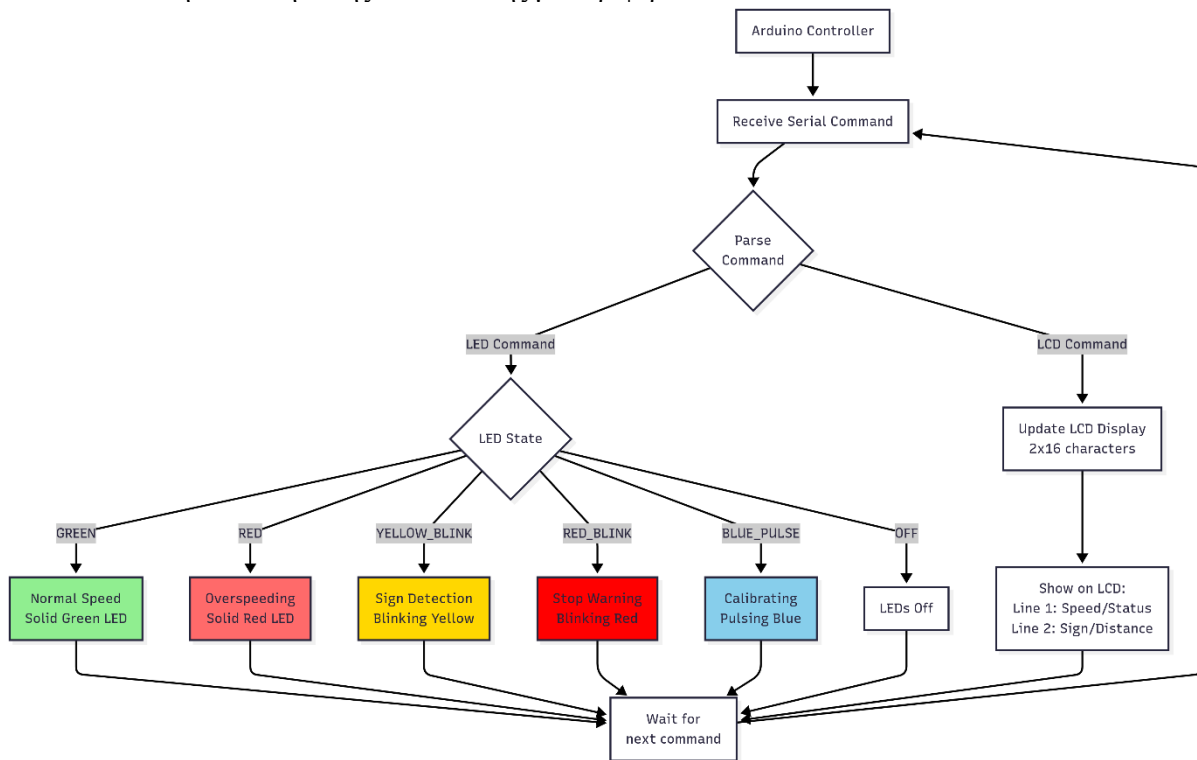 Arduino Controller
Receive Serial Command
Parse
Command
LED Command
LCD Command
LED State
Update LCD Display
2x16 characters
GREEN
RED
YELLOW_BLINK
RED_BLINK
BLUE_PULSE
OFF
Normal Speed
Solid Green LED
Overspeeding
Solid Red LED
Sign Detection
Blinking Yellow
Stop Warning
Blinking Red
Calibrating
Pulsing Blue
LEDs Off
Show on LCD:
Line 1: Speed/Status
Line 2: Sign/Distance
Wait for
next command